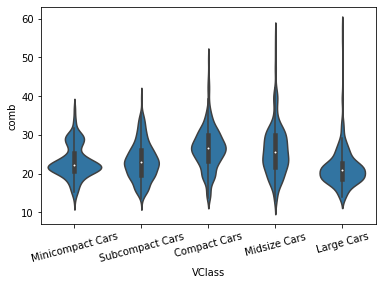 60
50
40
30
20
10
comb
Minicompact Cars
Subcompact Cars
Compact Cars
Midsize Cars
Large Cars
VClass